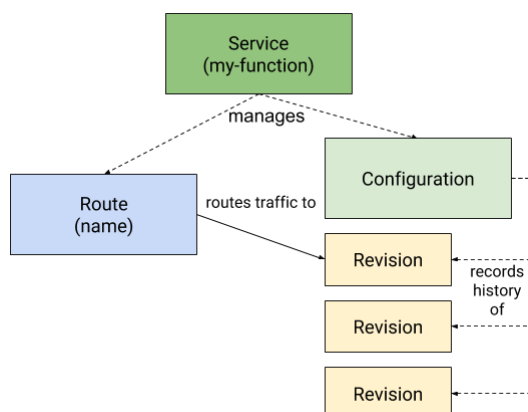 Service
(my-function)
manages
Configuration
Route
(name)
routes traffic to
Revision
records
history
of
Revision
Revision